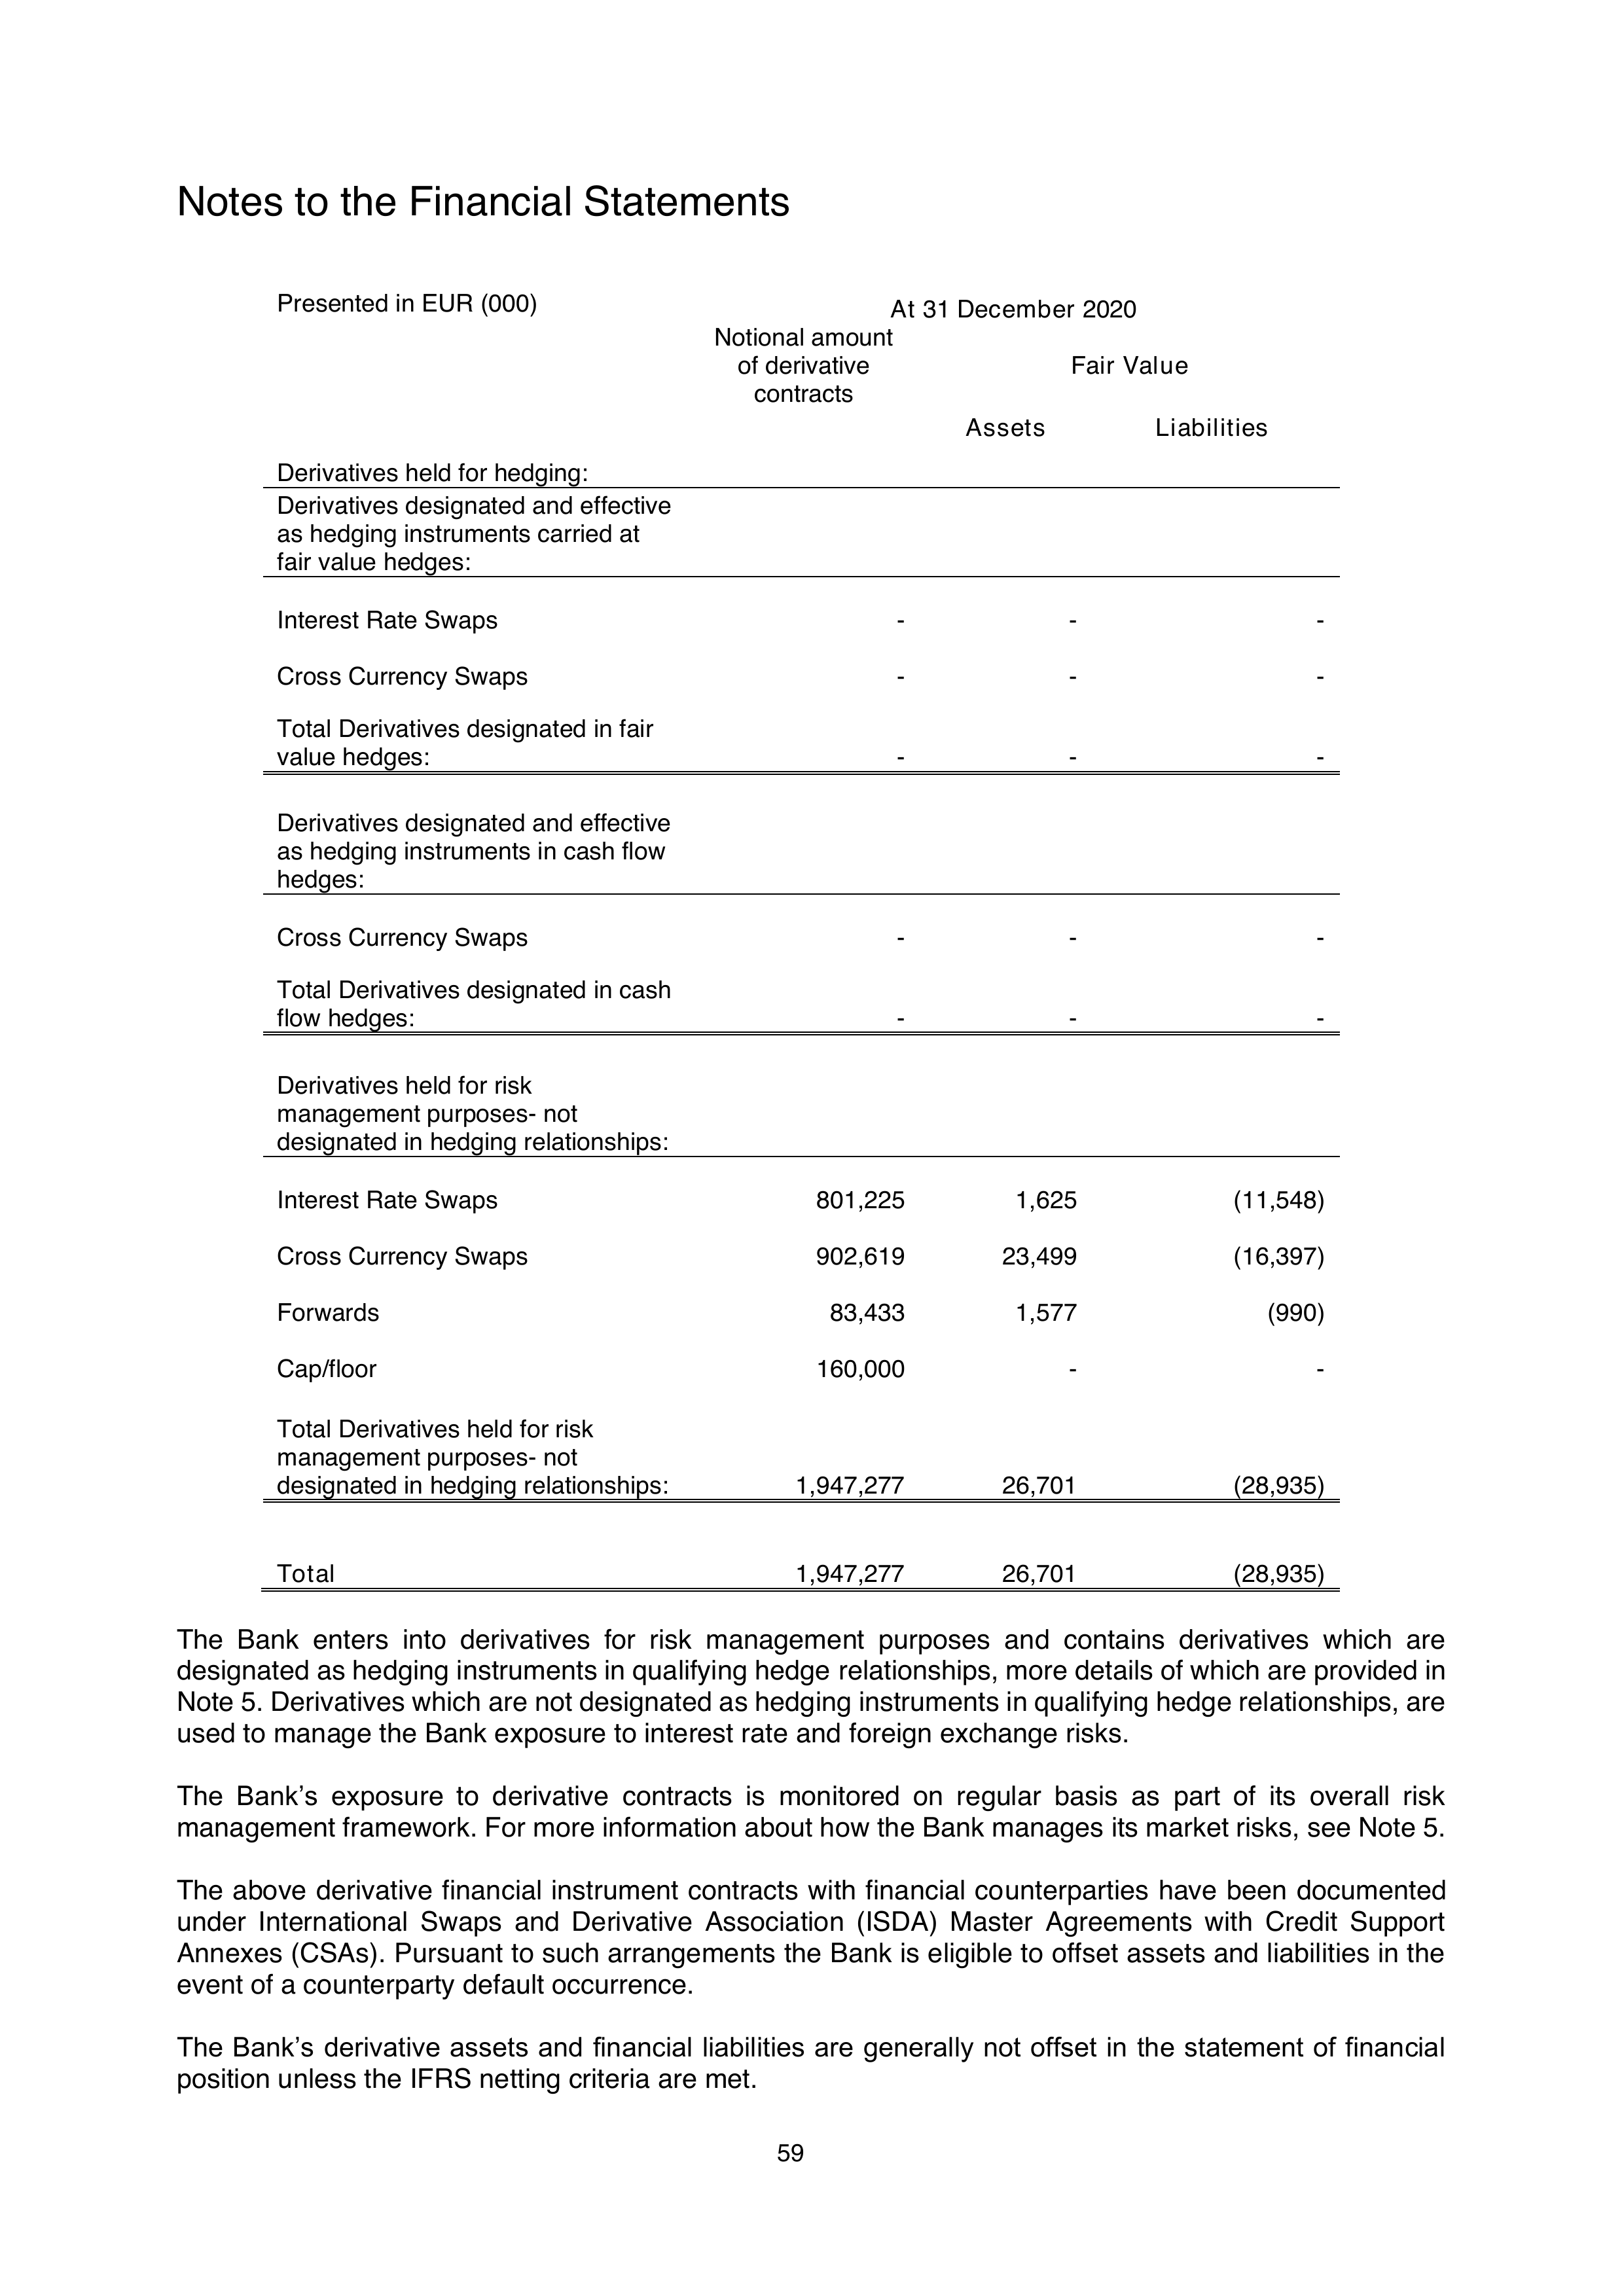 Notes to the Financial Statements
Presented in EUR (000)
At 31 December 2020
Notional amount
of derivative
contracts
Fair Value
Assets Liabilities
Derivatives held for hedging:
Derivatives designated and effective
as hedging instruments carried at
fair value hedges:
Interest Rate Swaps - - -
Cross Currency Swaps - - -
Total Derivatives designated in fair
value hedges: - - -
Derivatives designated and effective
as hedging instruments in cash flow
hedges:
Cross Currency Swaps - - -
Total Derivatives designated in cash
flow hedges: - - -
Derivatives held for risk
management purposes- not
designated in hedging relationships:
Interest Rate Swaps 801,225 1,625 (11,548)
Cross Currency Swaps 902,619 23,499 (16,397)
Forwards 83,433 1,577 (990)
Cap/floor 160,000 - -
Total Derivatives held for risk
management purposes- not
designated in hedging relationships: 1,947,277 26,701 (28,935)
Total 1,947,277 26,701 (28,935)
The Bank enters into derivatives for risk management purposes and contains derivatives which are
designated as hedging instruments in qualifying hedge relationships, more details of which are provided in
Note 5. Derivatives which are not designated as hedging instruments in qualifying hedge relationships, are
used to manage the Bank exposure to interest rate and foreign exchange risks.
The Bank’s exposure to derivative contracts is monitored on regular basis as part of its overall risk
management framework. For more information about how the Bank manages its market risks, see Note 5.
The above derivative financial instrument contracts with financial counterparties have been documented
under International Swaps and Derivative Association (ISDA) Master Agreements with Credit Support
Annexes (CSAs). Pursuant to such arrangements the Bank is eligible to offset assets and liabilities in the
event of a counterparty default occurrence.
The Bank’s derivative assets and financial liabilities are generally not offset in the statement of financial
position unless the IFRS netting criteria are met.
59